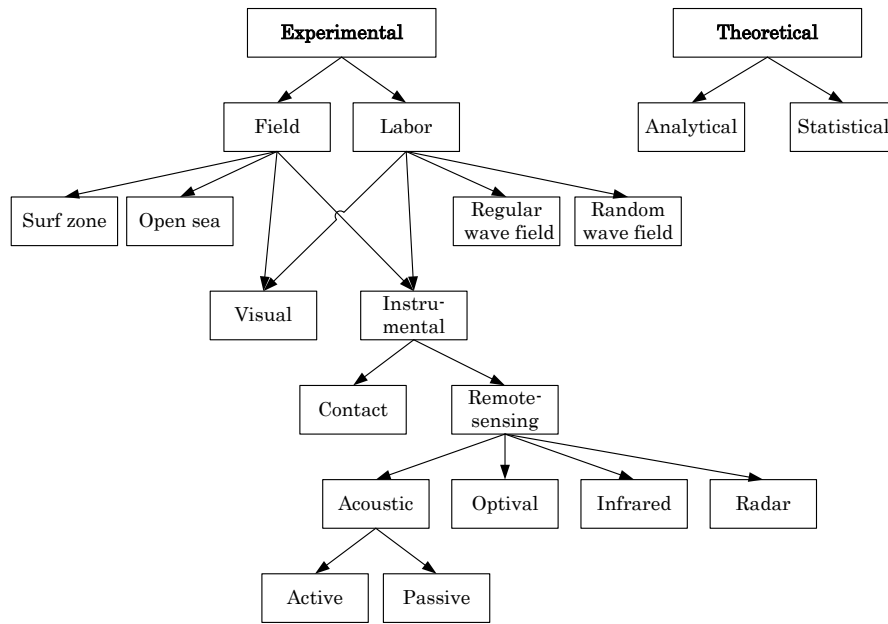 Experimental
Theoretical
Field
Labor
Analytical
Statistical
Surf zone
Open sea
Regular
wave field
Random
wave field
Visual
Instru-
mental
Contact
Remote-
sensing
Acoustic
Optival
Infrared
Radar
Active
Passive